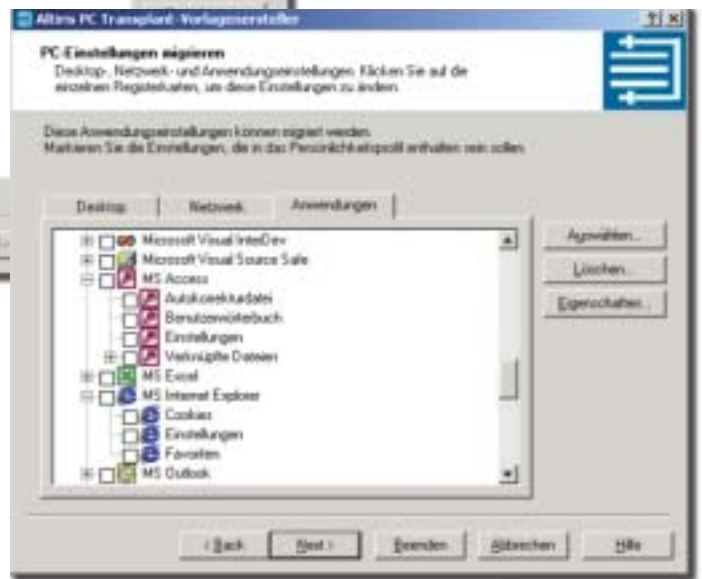 Altiris PC Transplant-Vorlagenersteller
PC-Einstellungen migrieren
Desktop-, Netzwerk- und Anwendungseinstellungen. Klicken Sie auf die
einzelnen Registerkarten, um diese Einstellungen zu ändern.
Diese Anwendungseinstellungen können migriert werden.
Markieren Sie die Einstellungen, die in das Persönlichkeitsprofil enthalten sein sollen.
Desktop
Netzwerk
Anwendungen
Microsoft Visual InterDev
Microsoft Visual Source Safe
MS Access
Autokorrekturdatei
Benutzerwörterbuch
Einstellungen
Verknüpfte Dateien
MS Excel
MS Internet Explorer
Cookies
Einstellungen
Favoriten
MS Outlook
Auswählen...
Löschen...
Eigenschaften...
< Back
Next >
Beenden
Abbrechen
Hilfe